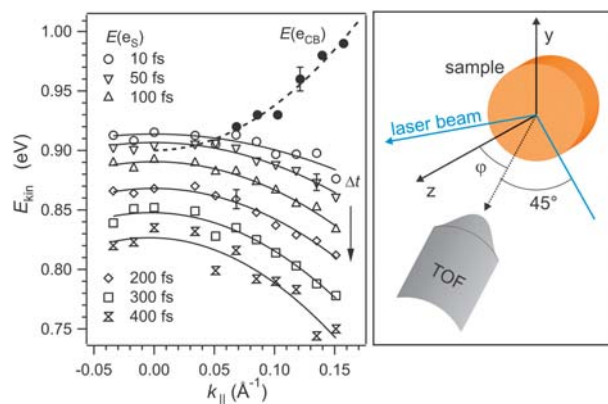 E(e_S)
E(e_CB)
10 fs
50 fs
100 fs
Δt
200 fs
300 fs
400 fs
1.00
0.95
0.90
0.85
0.80
0.75
E_kin (eV)
-0.05 0.00 0.05 0.10 0.15
k_|| (Å⁻¹)
y
sample
laser beam
z
φ
45°
TOF